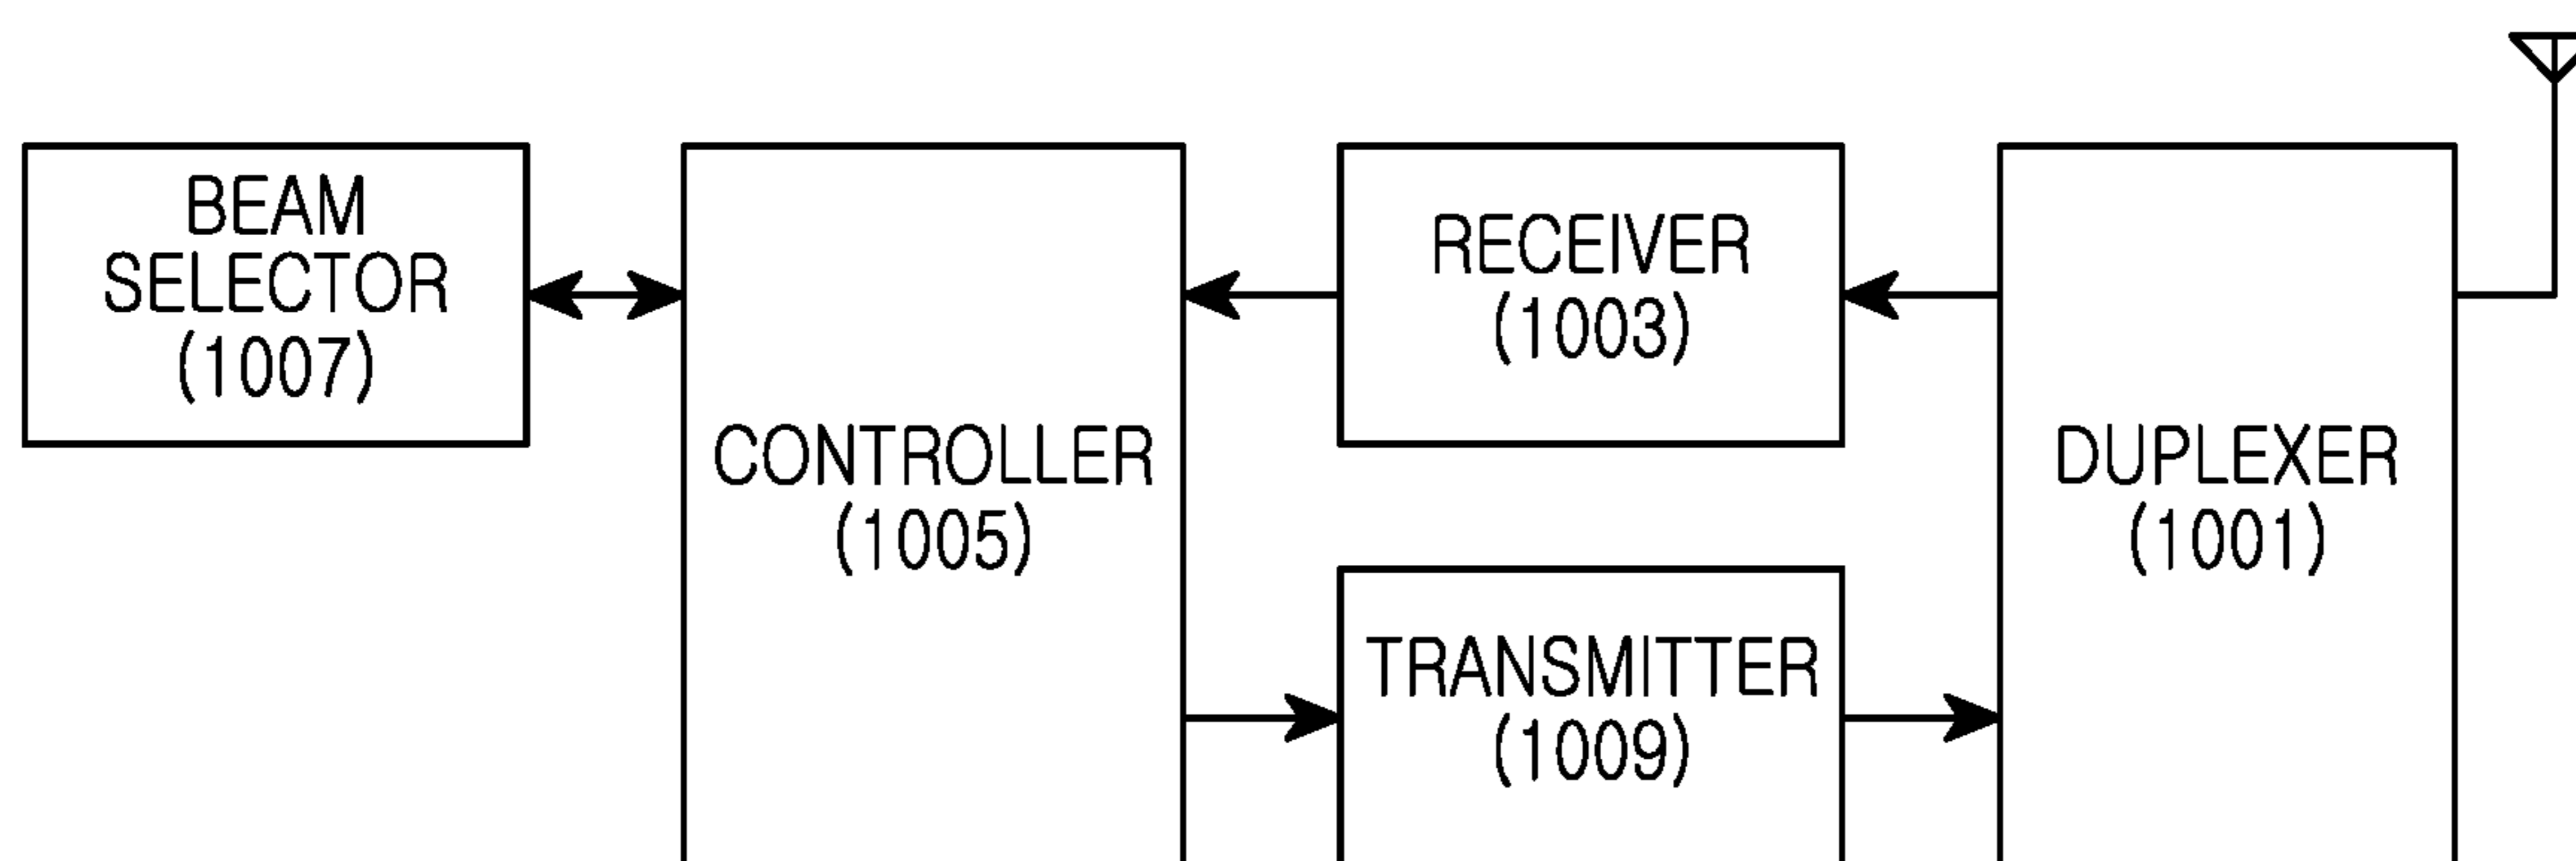 BEAM
SELECTOR
(1007)
CONTROLLER
(1005)
RECEIVER
(1003)
TRANSMITTER
(1009)
DUPLEXER
(1001)